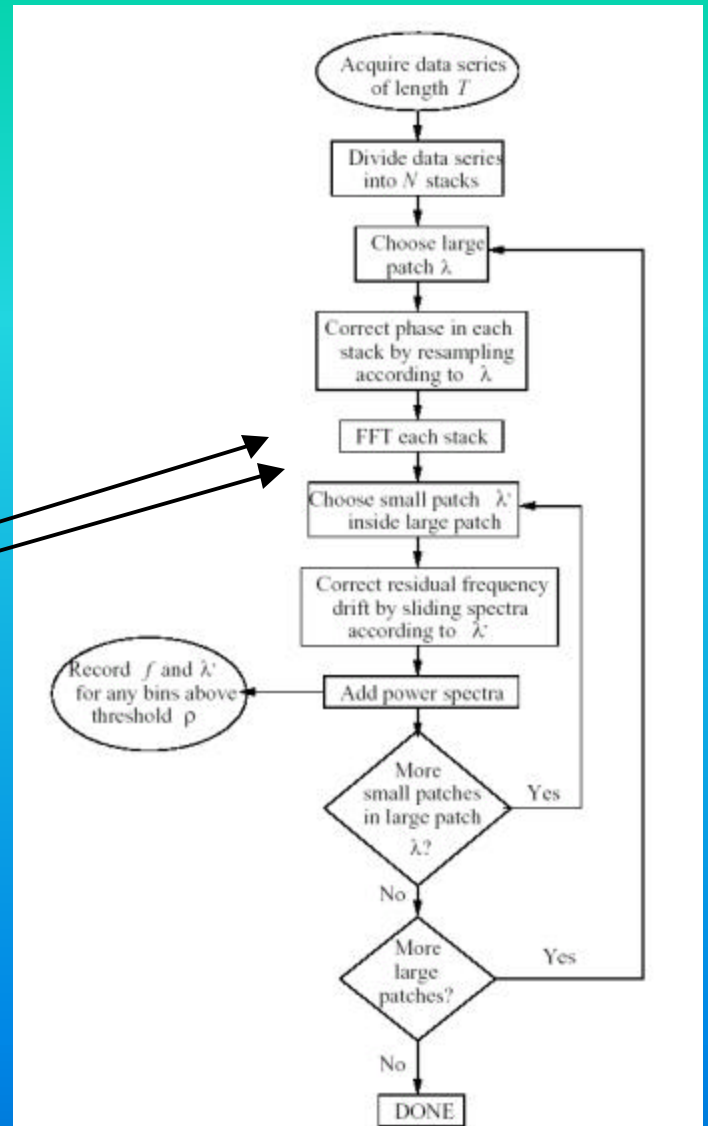 Acquire data series
of length T
Divide data series
into N stacks
Choose large
patch λ
Correct phase in each
stack by resampling
according to λ
FFT each stack
Choose small patch λ'
inside large patch
Correct residual frequency
drift by sliding spectra
according to λ'
Record f and λ'
for any bins above
threshold ρ
Add power spectra
More
small patches
in large patch
λ?
Yes
No
More
large
patches?
Yes
No
DONE